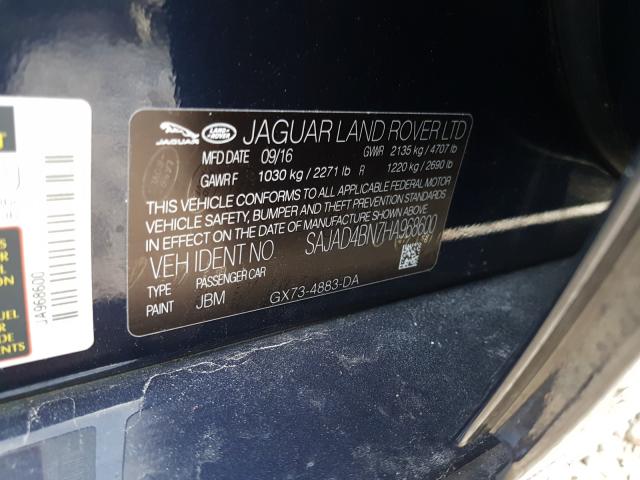 JAGUAR LAND ROVER JAGUAR LAND ROVER LTD
MFD DATE 09/16 GVWR 2135 kg / 4707 lb
GAWR F 1030 kg / 2271 lb R 1220 kg / 2690 lb
THIS VEHICLE CONFORMS TO ALL APPLICABLE FEDERAL MOTOR
VEHICLE SAFETY, BUMPER AND THEFT PREVENTION STANDARDS
IN EFFECT ON THE DATE OF MANUFACTURE SHOWN ABOVE.
VEH IDENT NO SAJAD4BN7HA968600
TYPE PASSENGER CAR
PAINT JBM GX73-4883-DA
JA968600